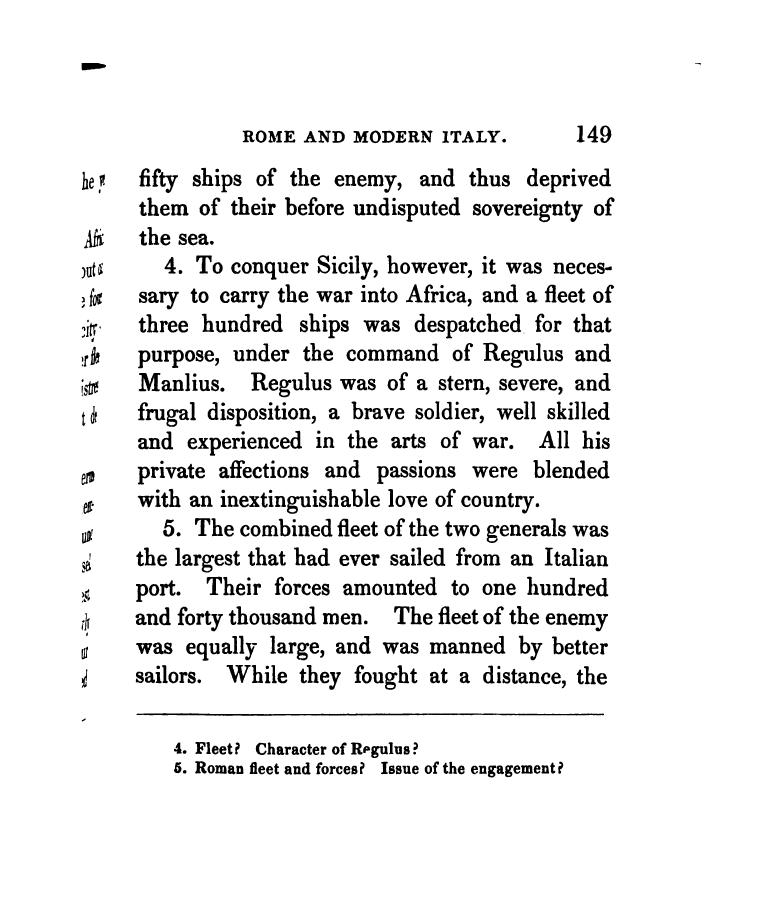 ROME AND MODERN ITALY. 149
fifty ships of the enemy, and thus deprived
them of their before undisputed sovereignty of
the sea.
4. To conquer Sicily, however, it was neces-
sary to carry the war into Africa, and a fleet of
three hundred ships was despatched for that
purpose, under the command of Regulus and
Manlius. Regulus was of a stern, severe, and
frugal disposition, a brave soldier, well skilled
and experienced in the arts of war. All his
private affections and passions were blended
with an inextinguishable love of country.
5. The combined fleet of the two generals was
the largest that had ever sailed from an Italian
port. Their forces amounted to one hundred
and forty thousand men. The fleet of the enemy
was equally large, and was manned by better
sailors. While they fought at a distance, the
4. Fleet? Character of Regulus?
5. Roman fleet and forces? Issue of the engagement?